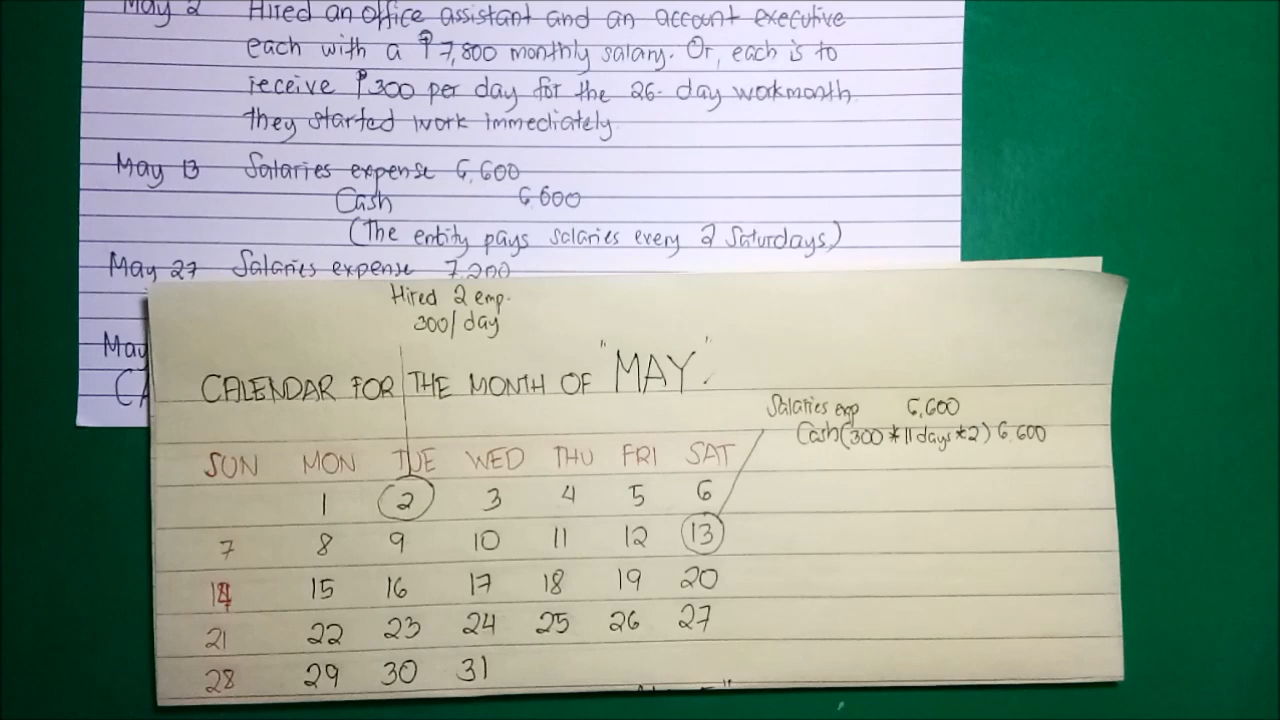 May 2 Hired an office assistant and an account executive
each with a ₱7,800 monthly salary. Or, each is to
receive ₱300 per day for the 26-day workmonth
they started work immediately.
May 13 Salaries expense 6,600
Cash 6,600
(The entity pays salaries every 2 Saturdays.)
May 27 Salaries expense 7,200
May
Hired 2 emp.
300/day
CALENDAR FOR THE MONTH OF "MAY".
Salaries exp 6,600
Cash (300*11days*2) 6,600
SUN MON TUE WED THU FRI SAT
1 2 3 4 5 6
7 8 9 10 11 12 13
14 15 16 17 18 19 20
21 22 23 24 25 26 27
28 29 30 31